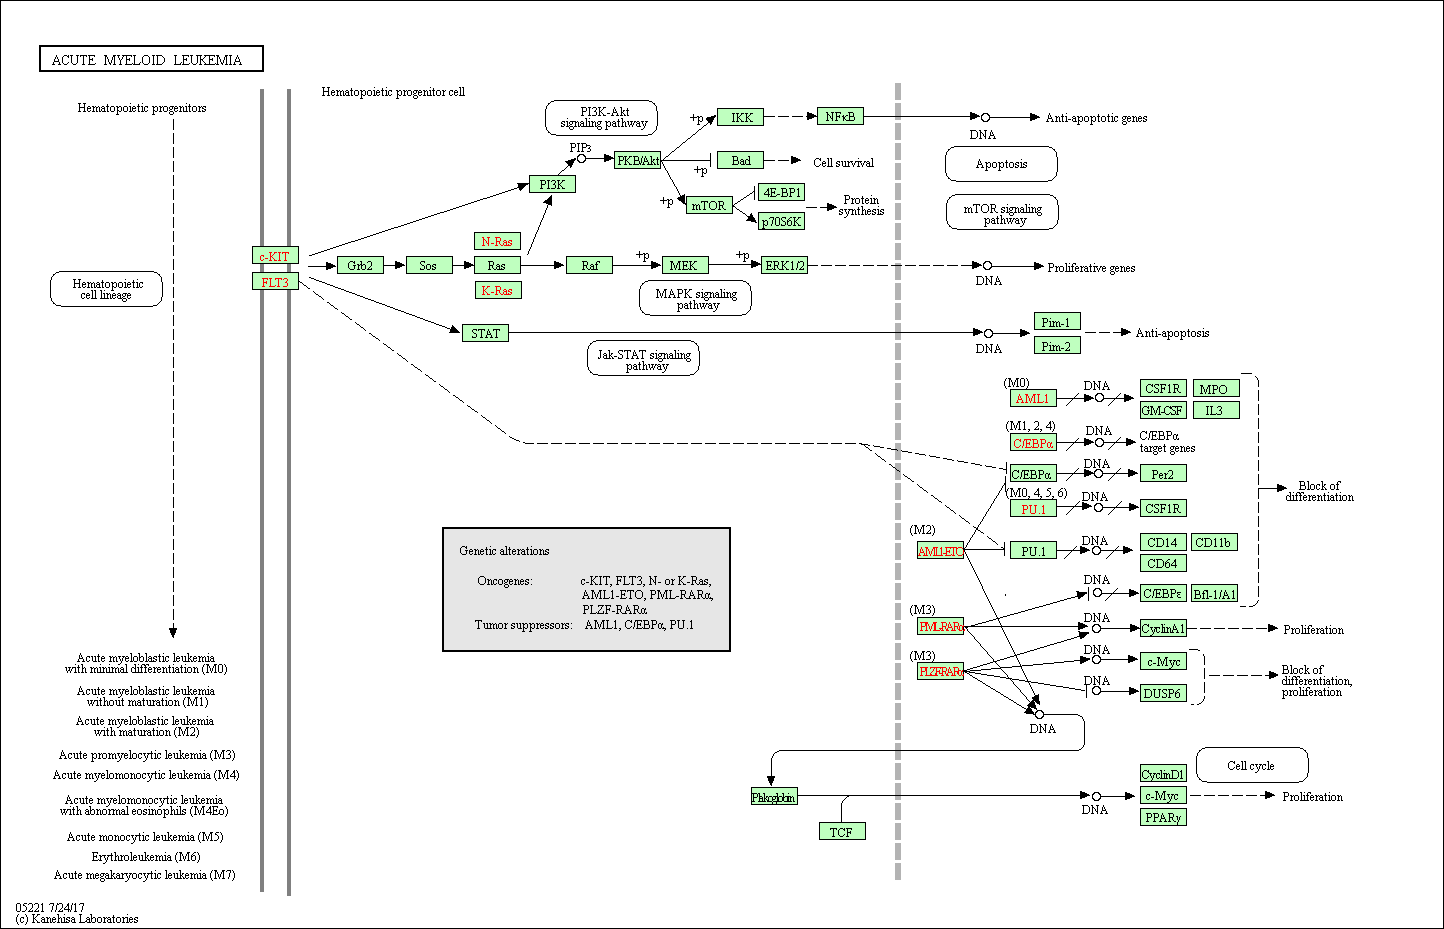 ACUTE MYELOID LEUKEMIA
Hematopoietic progenitors
Hematopoietic progenitor cell
PI3K-Akt
signaling pathway
+p
IKK
NFκB
DNA
Anti-apoptotic genes
PIP3
PKB/Akt
+p
Bad
Cell survival
Apoptosis
PI3K
+p
mTOR
4E-BP1
p70S6K
Protein
synthesis
mTOR signaling
pathway
c-KIT
FLT3
Grb2
Sos
N-Ras
Ras
K-Ras
Raf
+p
MEK
+p
ERK1/2
DNA
Proliferative genes
Hematopoietic
cell lineage
MAPK signaling
pathway
STAT
Jak-STAT signaling
pathway
DNA
Pim-1
Pim-2
Anti-apoptosis
(M0)
AML1
DNA
CSF1R
MPO
GM-CSF
IL3
(M1, 2, 4)
C/EBPα
DNA
C/EBPα
target genes
C/EBPα
DNA
Per2
(M0, 4, 5, 6)
PU.1
DNA
CSF1R
Block of
differentiation
(M2)
AML1-ETO
PU.1
DNA
CD14
CD11b
CD64
DNA
C/EBPε
Bfl-1/A1
(M3)
PML-RARα
DNA
CyclinA1
Proliferation
(M3)
PLZF-RARα
DNA
c-Myc
DNA
DUSP6
Block of
differentiation,
proliferation
DNA
Genetic alterations
Oncogenes: c-KIT, FLT3, N- or K-Ras,
AML1-ETO, PML-RARα,
PLZF-RARα
Tumor suppressors: AML1, C/EBPα, PU.1
Plakoglobin
TCF
DNA
CyclinD1
c-Myc
PPARγ
Cell cycle
Proliferation
Acute myeloblastic leukemia
with minimal differentiation (M0)
Acute myeloblastic leukemia
without maturation (M1)
Acute myeloblastic leukemia
with maturation (M2)
Acute promyelocytic leukemia (M3)
Acute myelomonocytic leukemia (M4)
Acute myelomonocytic leukemia
with abnormal eosinophils (M4Eo)
Acute monocytic leukemia (M5)
Erythroleukemia (M6)
Acute megakaryocytic leukemia (M7)
05221 7/24/17
(c) Kanehisa Laboratories